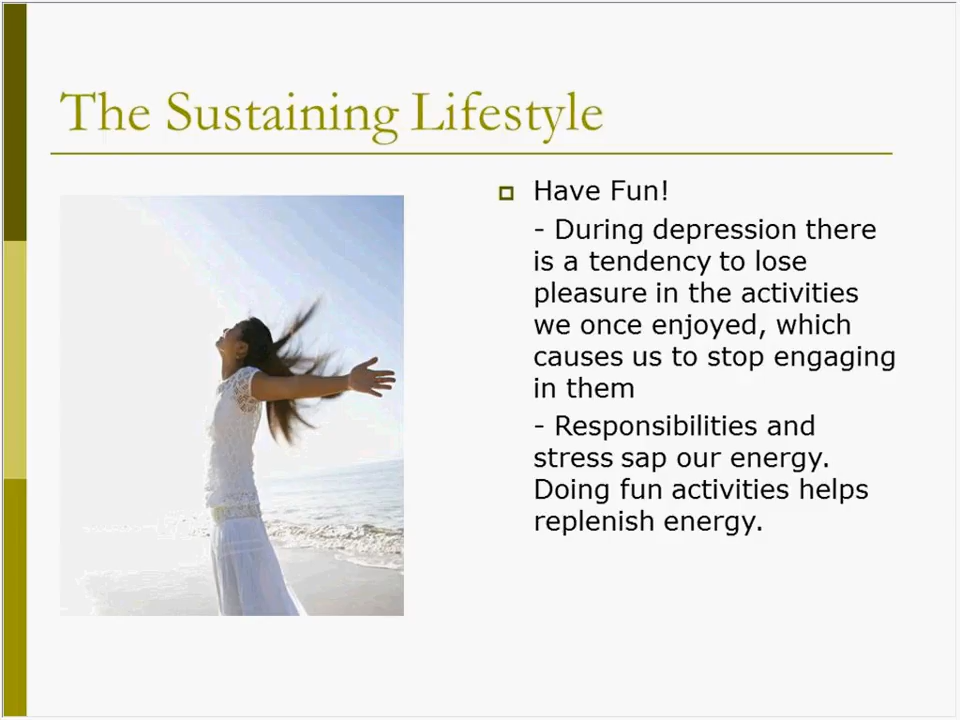 The Sustaining Lifestyle
Have Fun!
- During depression there
is a tendency to lose
pleasure in the activities
we once enjoyed, which
causes us to stop engaging
in them
- Responsibilities and
stress sap our energy.
Doing fun activities helps
replenish energy.